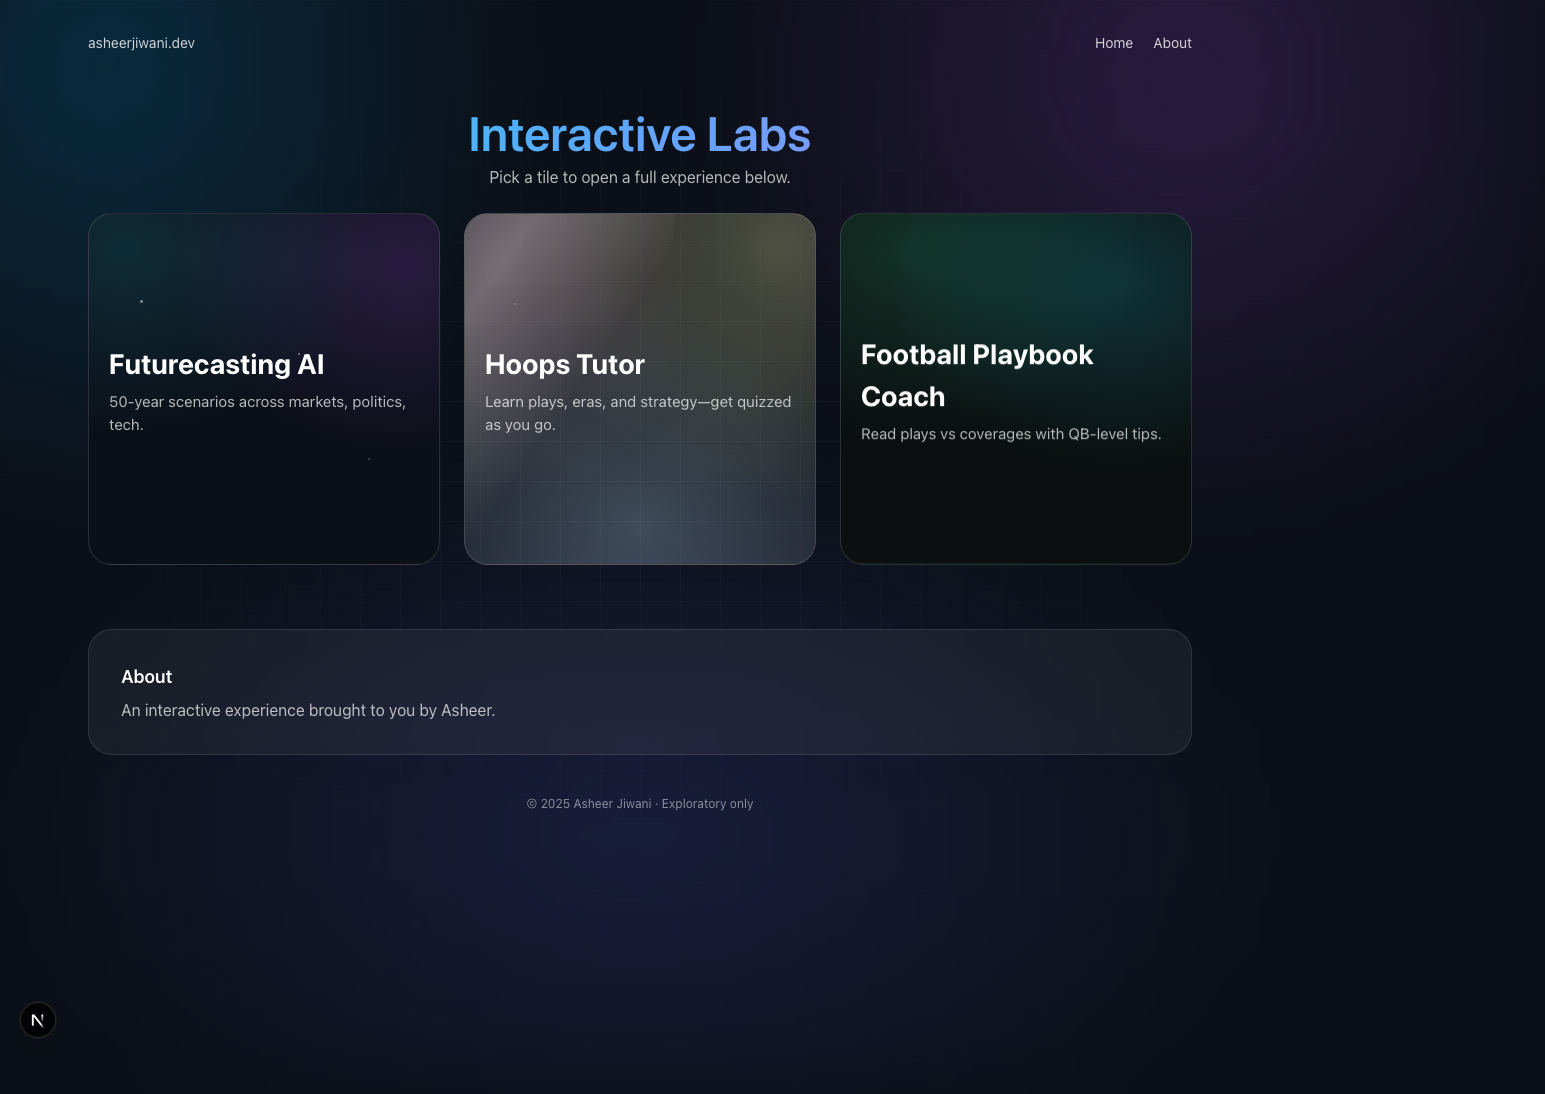 asheerjiwani.dev
Home
About
Interactive Labs
Pick a tile to open a full experience below.
Futurecasting AI
50-year scenarios across markets, politics,
tech.
Hoops Tutor
Learn plays, eras, and strategy—get quizzed
as you go.
Football Playbook
Coach
Read plays vs coverages with QB-level tips.
About
An interactive experience brought to you by Asheer.
© 2025 Asheer Jiwani · Exploratory only
N